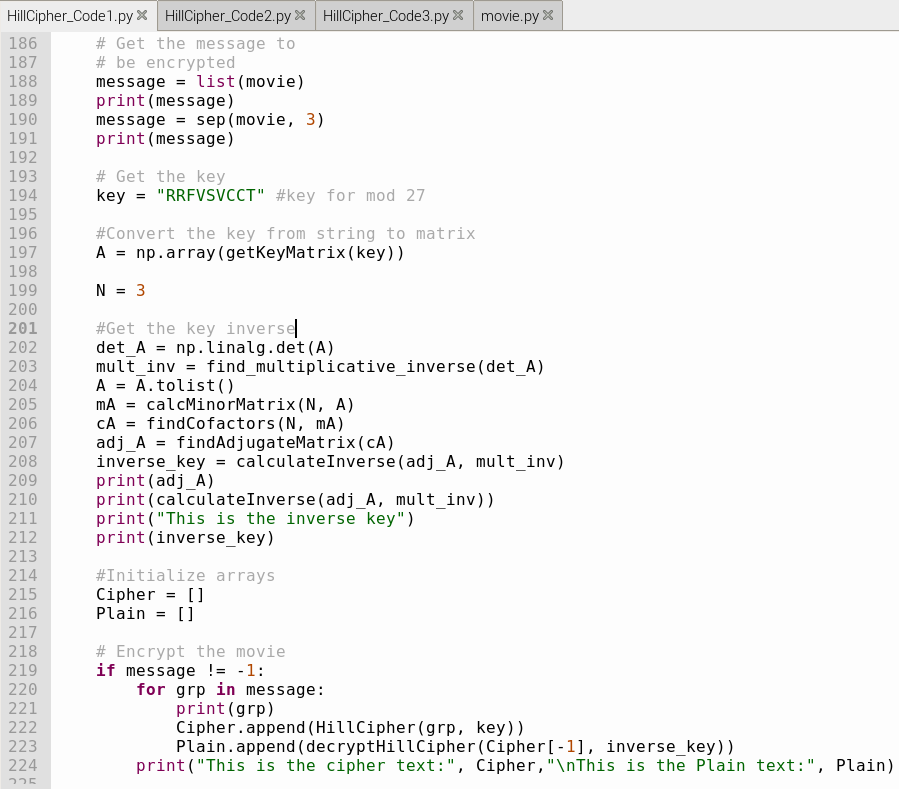 HillCipher_Code1.py HillCipher_Code2.py HillCipher_Code3.py movie.py
186 # Get the message to
187 # be encrypted
188 message = list(movie)
189 print(message)
190 message = sep(movie, 3)
191 print(message)
192
193 # Get the key
194 key = "RRFVSVCCT" #key for mod 27
195
196 #Convert the key from string to matrix
197 A = np.array(getKeyMatrix(key))
198
199 N = 3
200
201 #Get the key inverse
202 det_A = np.linalg.det(A)
203 mult_inv = find_multiplicative_inverse(det_A)
204 A = A.tolist()
205 mA = calcMinorMatrix(N, A)
206 cA = findCofactors(N, mA)
207 adj_A = findAdjugateMatrix(cA)
208 inverse_key = calculateInverse(adj_A, mult_inv)
209 print(adj_A)
210 print(calculateInverse(adj_A, mult_inv))
211 print("This is the inverse key")
212 print(inverse_key)
213
214 #Initialize arrays
215 Cipher = []
216 Plain = []
217
218 # Encrypt the movie
219 if message != -1:
220 for grp in message:
221 print(grp)
222 Cipher.append(HillCipher(grp, key))
223 Plain.append(decryptHillCipher(Cipher[-1], inverse_key))
224 print("This is the cipher text:", Cipher,"\nThis is the Plain text:", Plain)
225